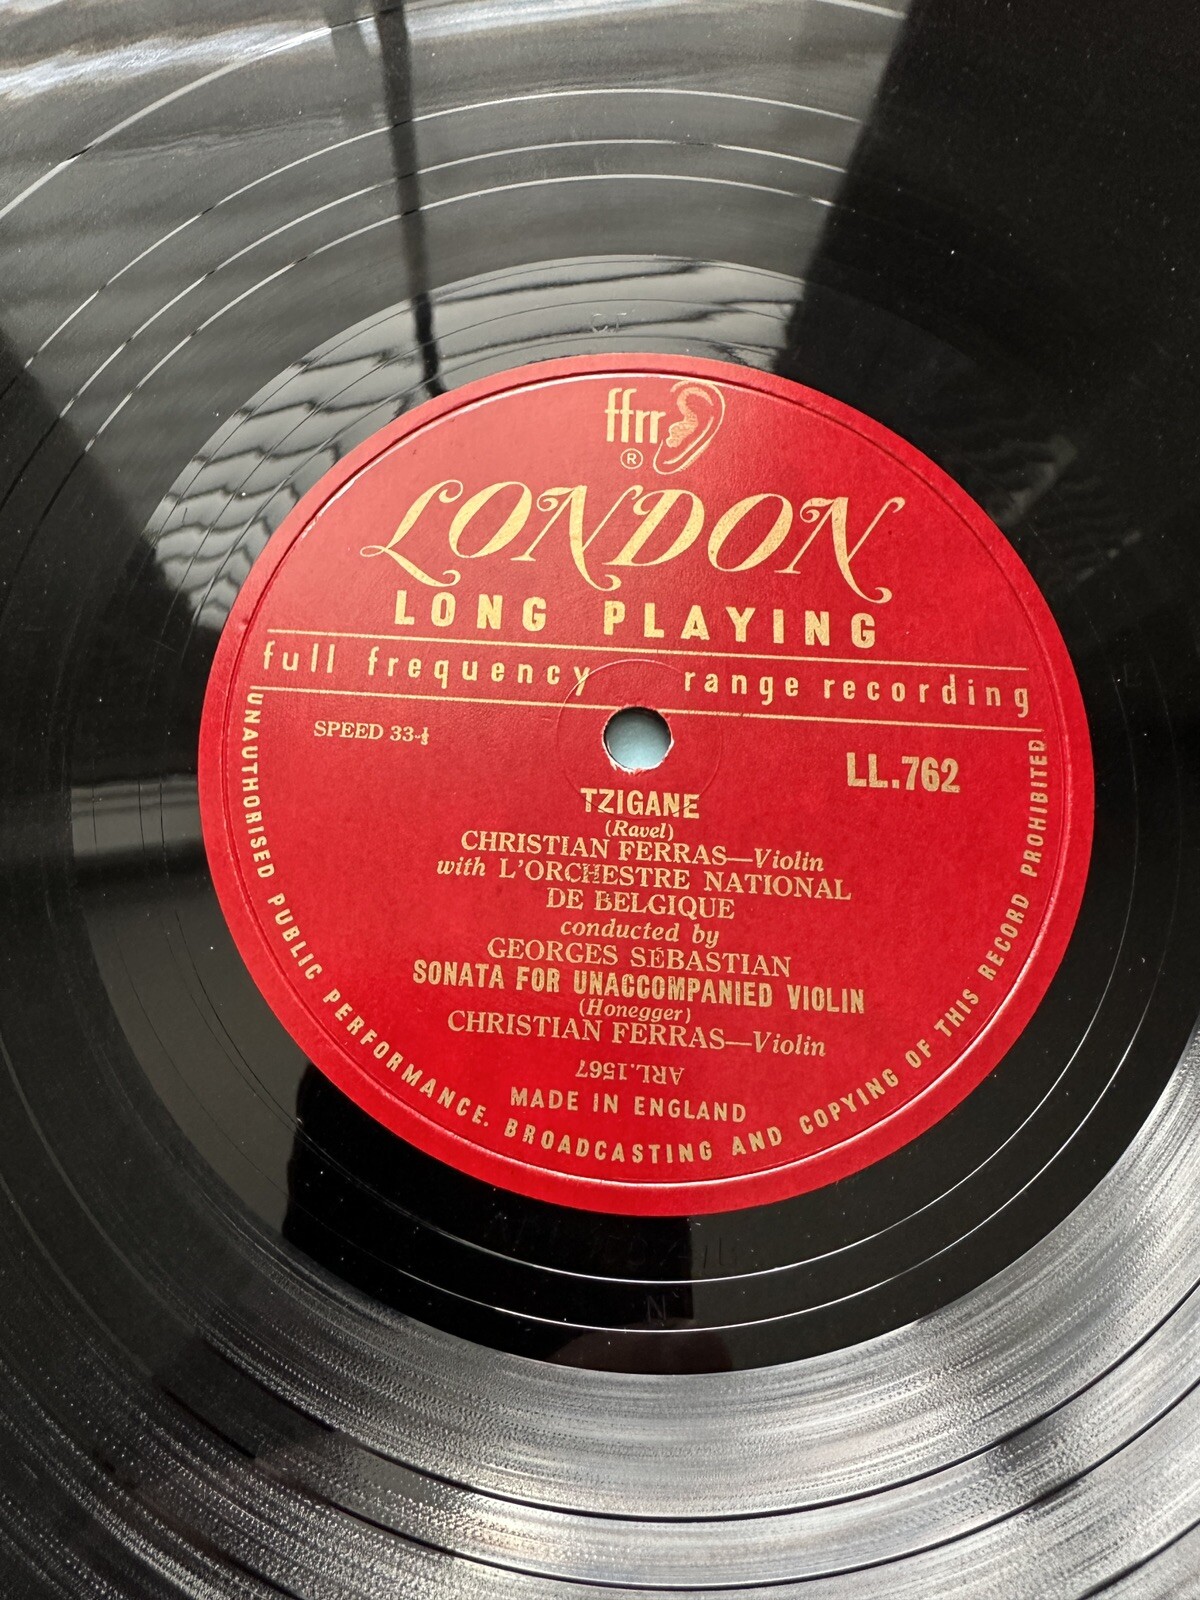 ffrr
®
LONDON
LONG PLAYING
full frequency range recording
SPEED 33-⅓
LL.762
TZIGANE
(Ravel)
CHRISTIAN FERRAS—Violin
with L'ORCHESTRE NATIONAL
DE BELGIQUE
conducted by
GEORGES SÉBASTIAN
SONATA FOR UNACCOMPANIED VIOLIN
(Honegger)
CHRISTIAN FERRAS—Violin
ARL.1567
MADE IN ENGLAND
UNAUTHORISED PUBLIC PERFORMANCE. BROADCASTING AND COPYING OF THIS RECORD PROHIBITED
N